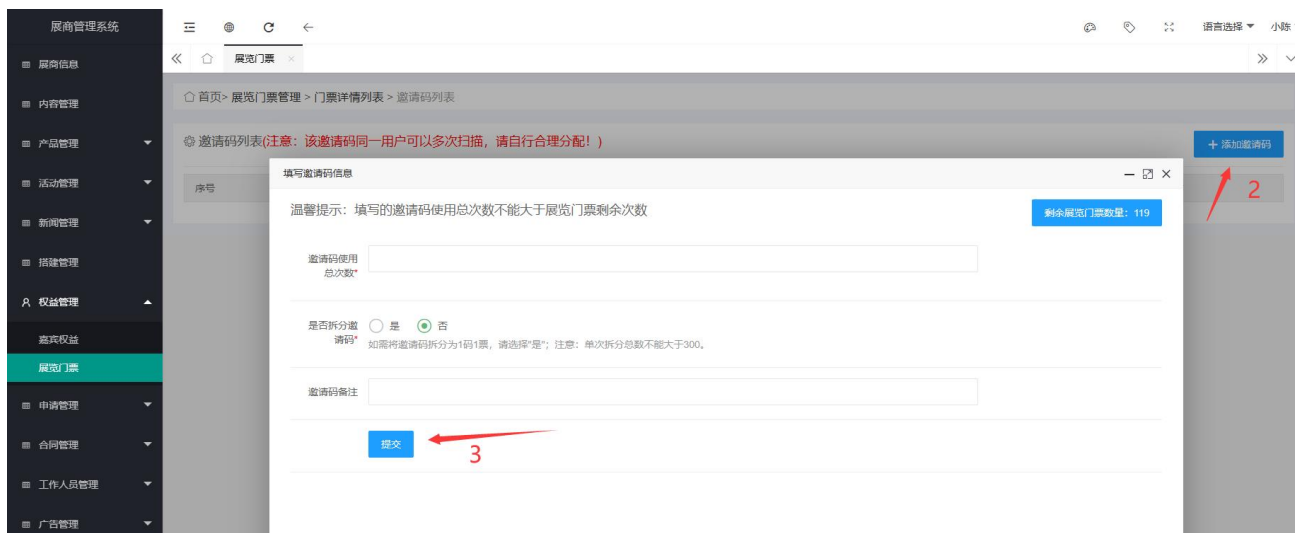 展商管理系统
语言选择
小陈
展商信息
展览门票
内容管理
首页> 展览门票管理 > 门票详情列表 > 邀请码列表
产品管理
邀请码列表(注意：该邀请码同一用户可以多次扫描，请自行合理分配！)
+ 添加邀请码
活动管理
序号
填写邀请码信息
2
新闻管理
温馨提示：填写的邀请码使用总次数不能大于展览门票剩余次数
剩余展览门票数量：119
搭建管理
邀请码使用
总次数*
权益管理
是否拆分邀
请码*
是
否
如需将邀请码拆分为1码1票，请选择"是"；注意：单次拆分总数不能大于300。
嘉宾权益
展览门票
邀请码备注
申请管理
合同管理
提交
3
工作人员管理
广告管理